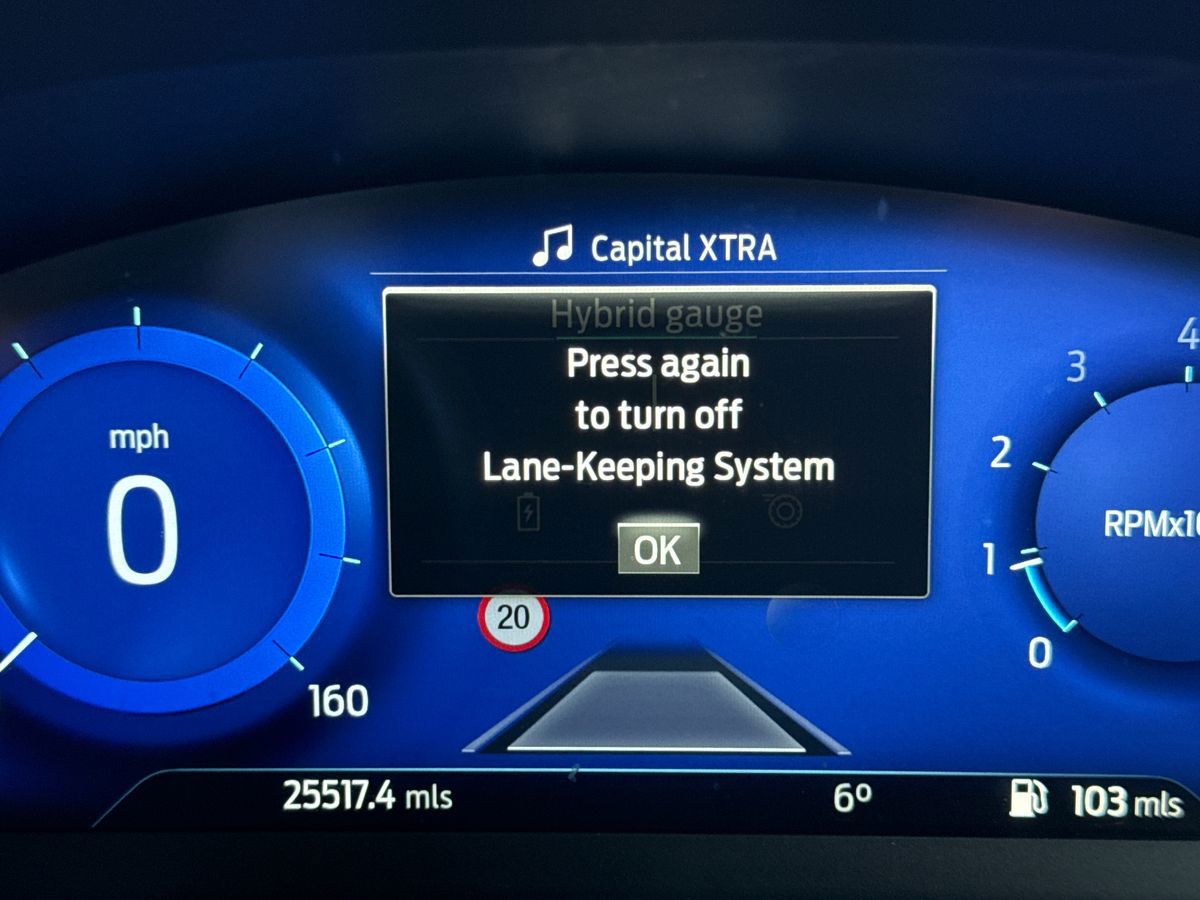 Capital XTRA
Hybrid gauge
Press again
to turn off
Lane-Keeping System
OK
mph
0
160
20
4
3
2
1
0
25517.4 mls
6º
103 mls